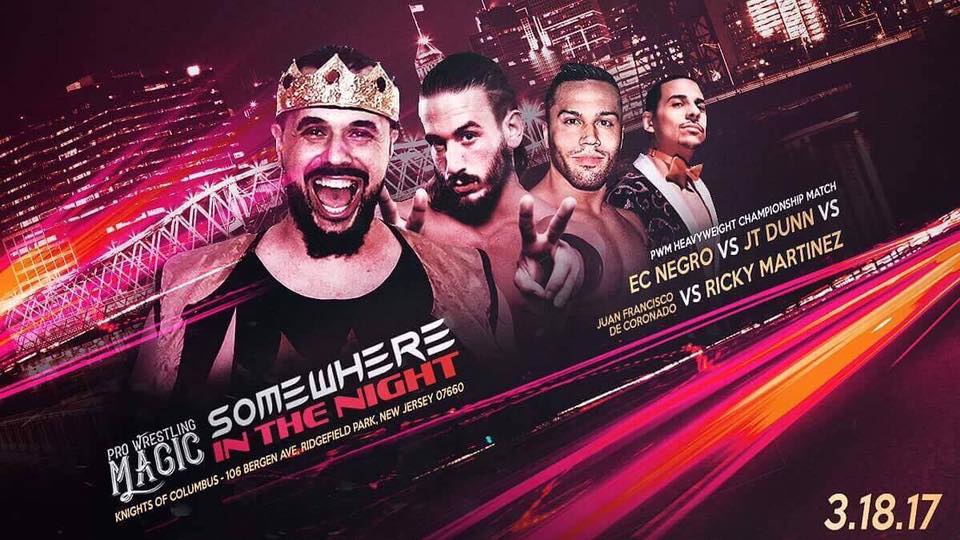 PWM HEAVYWEIGHT CHAMPIONSHIP MATCH
EC NEGRO VS JT DUNN VS
JUAN FRANCISCO
DE CORONADO VS RICKY MARTINEZ
PRO WRESTLING
MAGIC
SOMEWHERE
IN THE NIGHT
KNIGHTS OF COLUMBUS - 106 BERGEN AVE, RIDGEFIELD PARK, NEW JERSEY 07660
3.18.17